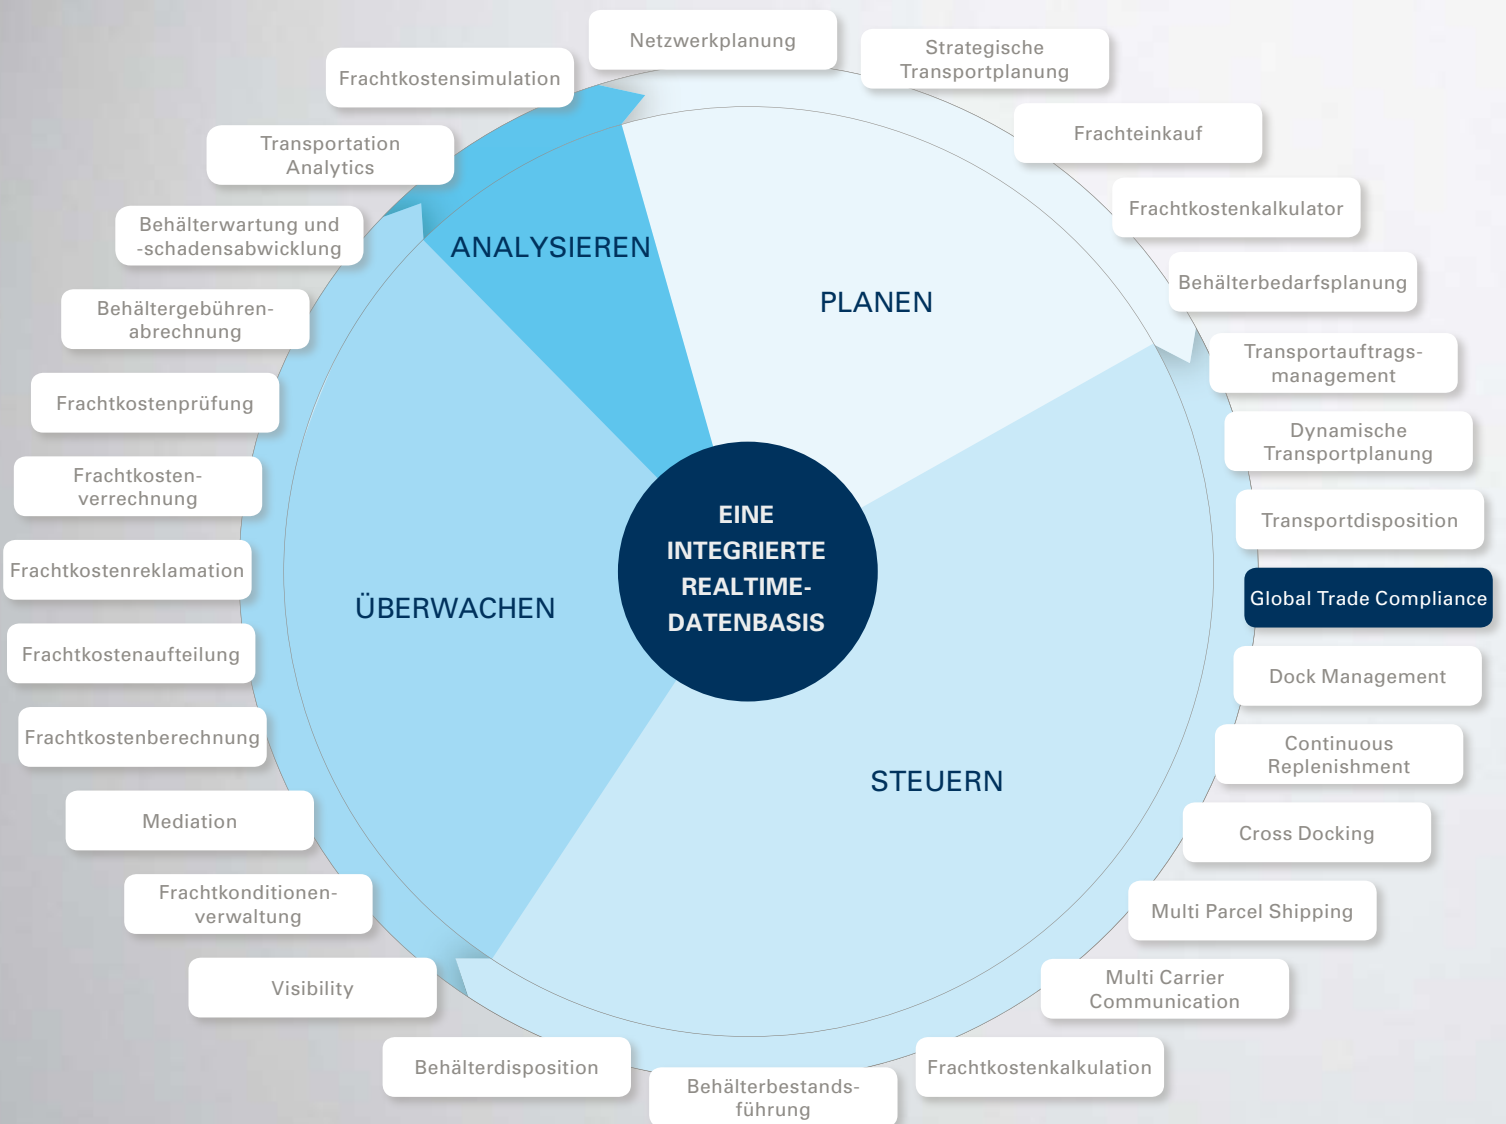 Netzwerkplanung
Strategische
Transportplanung
Frachteinkauf
Frachtkostenkalkulator
Behälterbedarfsplanung
Transportauftrags-
management
Dynamische
Transportplanung
Transportdisposition
Global Trade Compliance
Dock Management
Continuous
Replenishment
Cross Docking
Multi Parcel Shipping
Multi Carrier
Communication
Frachtkostenkalkulation
Behälterbestands-
führung
Behälterdisposition
Visibility
Frachtkonditionen-
verwaltung
Mediation
Frachtkostenberechnung
Frachtkostenaufteilung
Frachtkostenreklamation
Frachtkosten-
verrechnung
Frachtkostenprüfung
Behältergebühren-
abrechnung
Behälterwartung und
-schadensabwicklung
Transportation
Analytics
Frachtkostensimulation
PLANEN
STEUERN
ÜBERWACHEN
ANALYSIEREN
EINE
INTEGRIERTE
REALTIME-
DATENBASIS